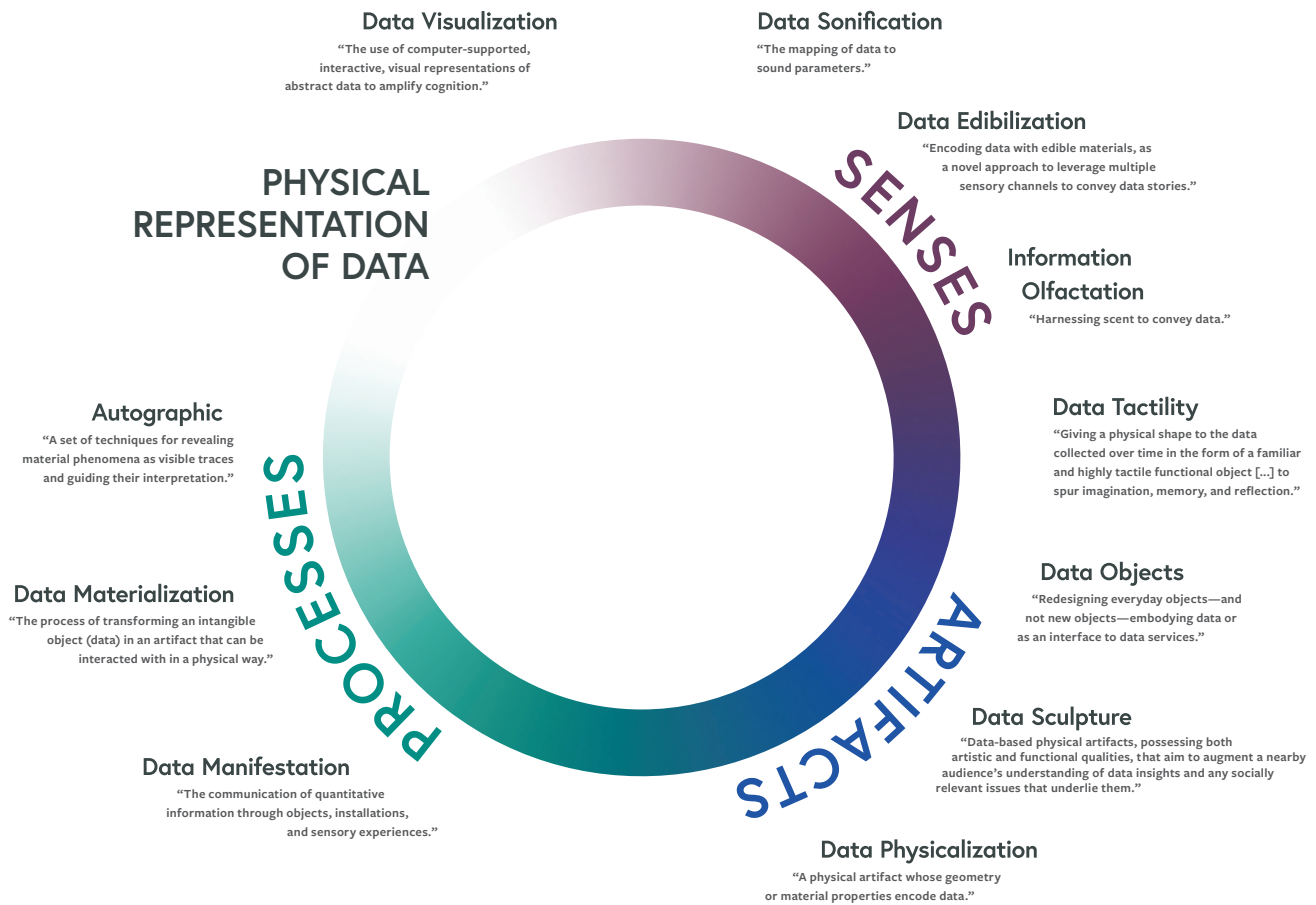 PHYSICAL
REPRESENTATION
OF DATA
Data Visualization
“The use of computer-supported,
interactive, visual representations of
abstract data to amplify cognition.”
Data Sonification
“The mapping of data to
sound parameters.”
SENSES
Data Edibilization
“Encoding data with edible materials, as
a novel approach to leverage multiple
sensory channels to convey data stories.”
Information
Olfactation
“Harnessing scent to convey data.”
Data Tactility
“Giving a physical shape to the data
collected over time in the form of a familiar
and highly tactile functional object [...] to
spur imagination, memory, and reflection.”
ARTIFACTS
Data Objects
“Redesigning everyday objects—and
not new objects—embodying data or
as an interface to data services.”
Data Sculpture
“Data-based physical artifacts, possessing both
artistic and functional qualities, that aim to augment a nearby
audience’s understanding of data insights and any socially
relevant issues that underlie them.”
Data Physicalization
“A physical artifact whose geometry
or material properties encode data.”
PROCESSES
Data Manifestation
“The communication of quantitative
information through objects, installations,
and sensory experiences.”
Data Materialization
“The process of transforming an intangible
object (data) in an artifact that can be
interacted with in a physical way.”
Autographic
“A set of techniques for revealing
material phenomena as visible traces
and guiding their interpretation.”